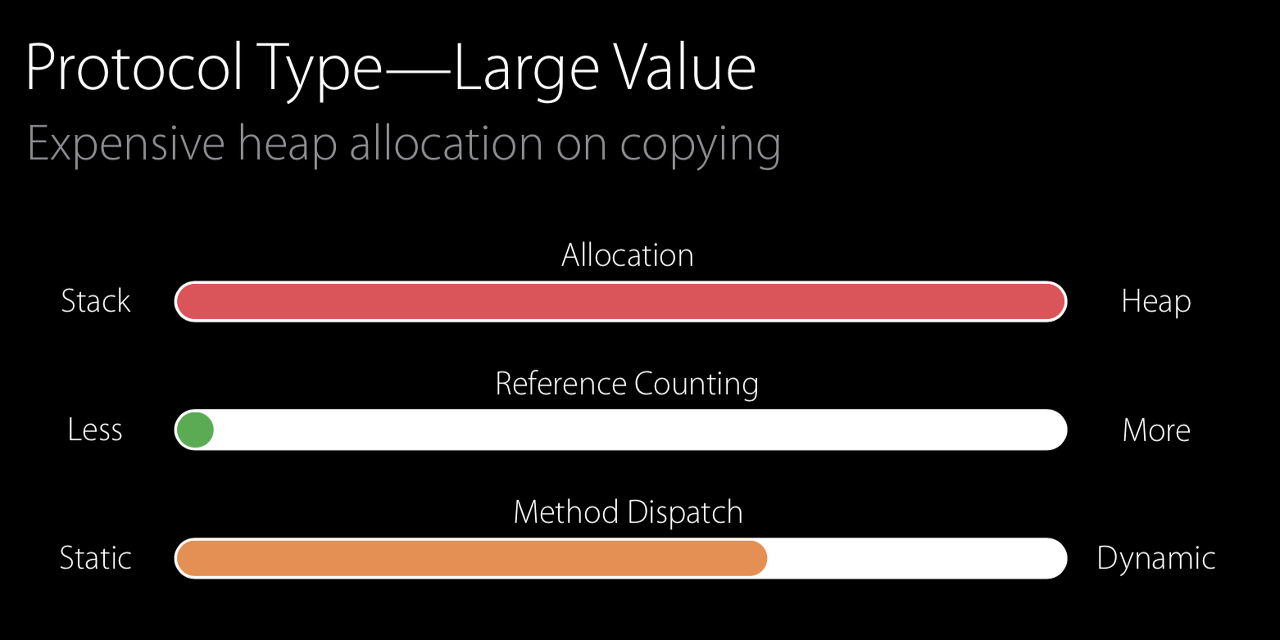 Protocol Type—Large Value
Expensive heap allocation on copying
Allocation
Stack
Heap
Reference Counting
Less
More
Method Dispatch
Static
Dynamic